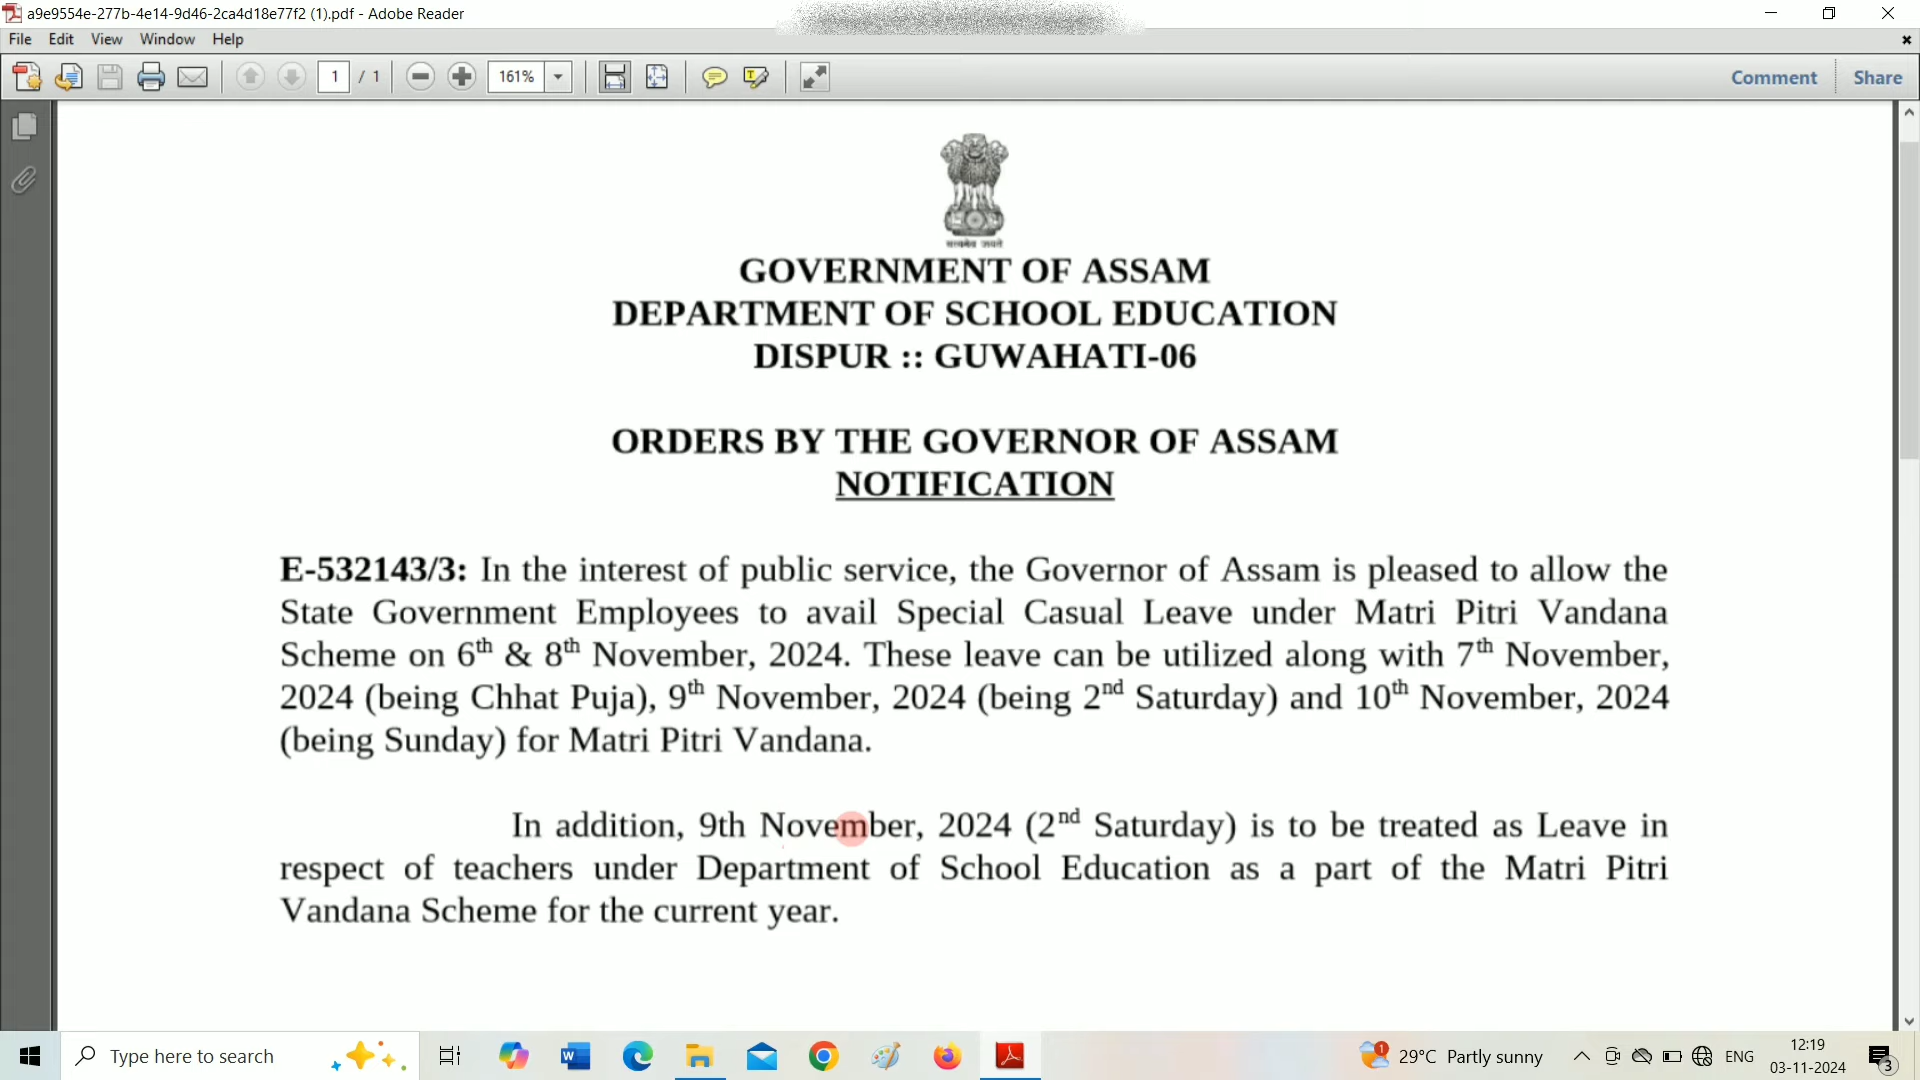 a9e9554e-277b-4e14-9d46-2ca4d18e77f2 (1).pdf - Adobe Reader
File Edit View Window Help
1 / 1 161% Comment Share
सत्यमेव जयते
GOVERNMENT OF ASSAM
DEPARTMENT OF SCHOOL EDUCATION
DISPUR :: GUWAHATI-06
ORDERS BY THE GOVERNOR OF ASSAM
NOTIFICATION
E-532143/3: In the interest of public service, the Governor of Assam is pleased to allow the
State Government Employees to avail Special Casual Leave under Matri Pitri Vandana
Scheme on 6th & 8th November, 2024. These leave can be utilized along with 7th November,
2024 (being Chhat Puja), 9th November, 2024 (being 2nd Saturday) and 10th November, 2024
(being Sunday) for Matri Pitri Vandana.
In addition, 9th November, 2024 (2nd Saturday) is to be treated as Leave in
respect of teachers under Department of School Education as a part of the Matri Pitri
Vandana Scheme for the current year.
Type here to search
1 29°C Partly sunny ENG 12:19
03-11-2024
3